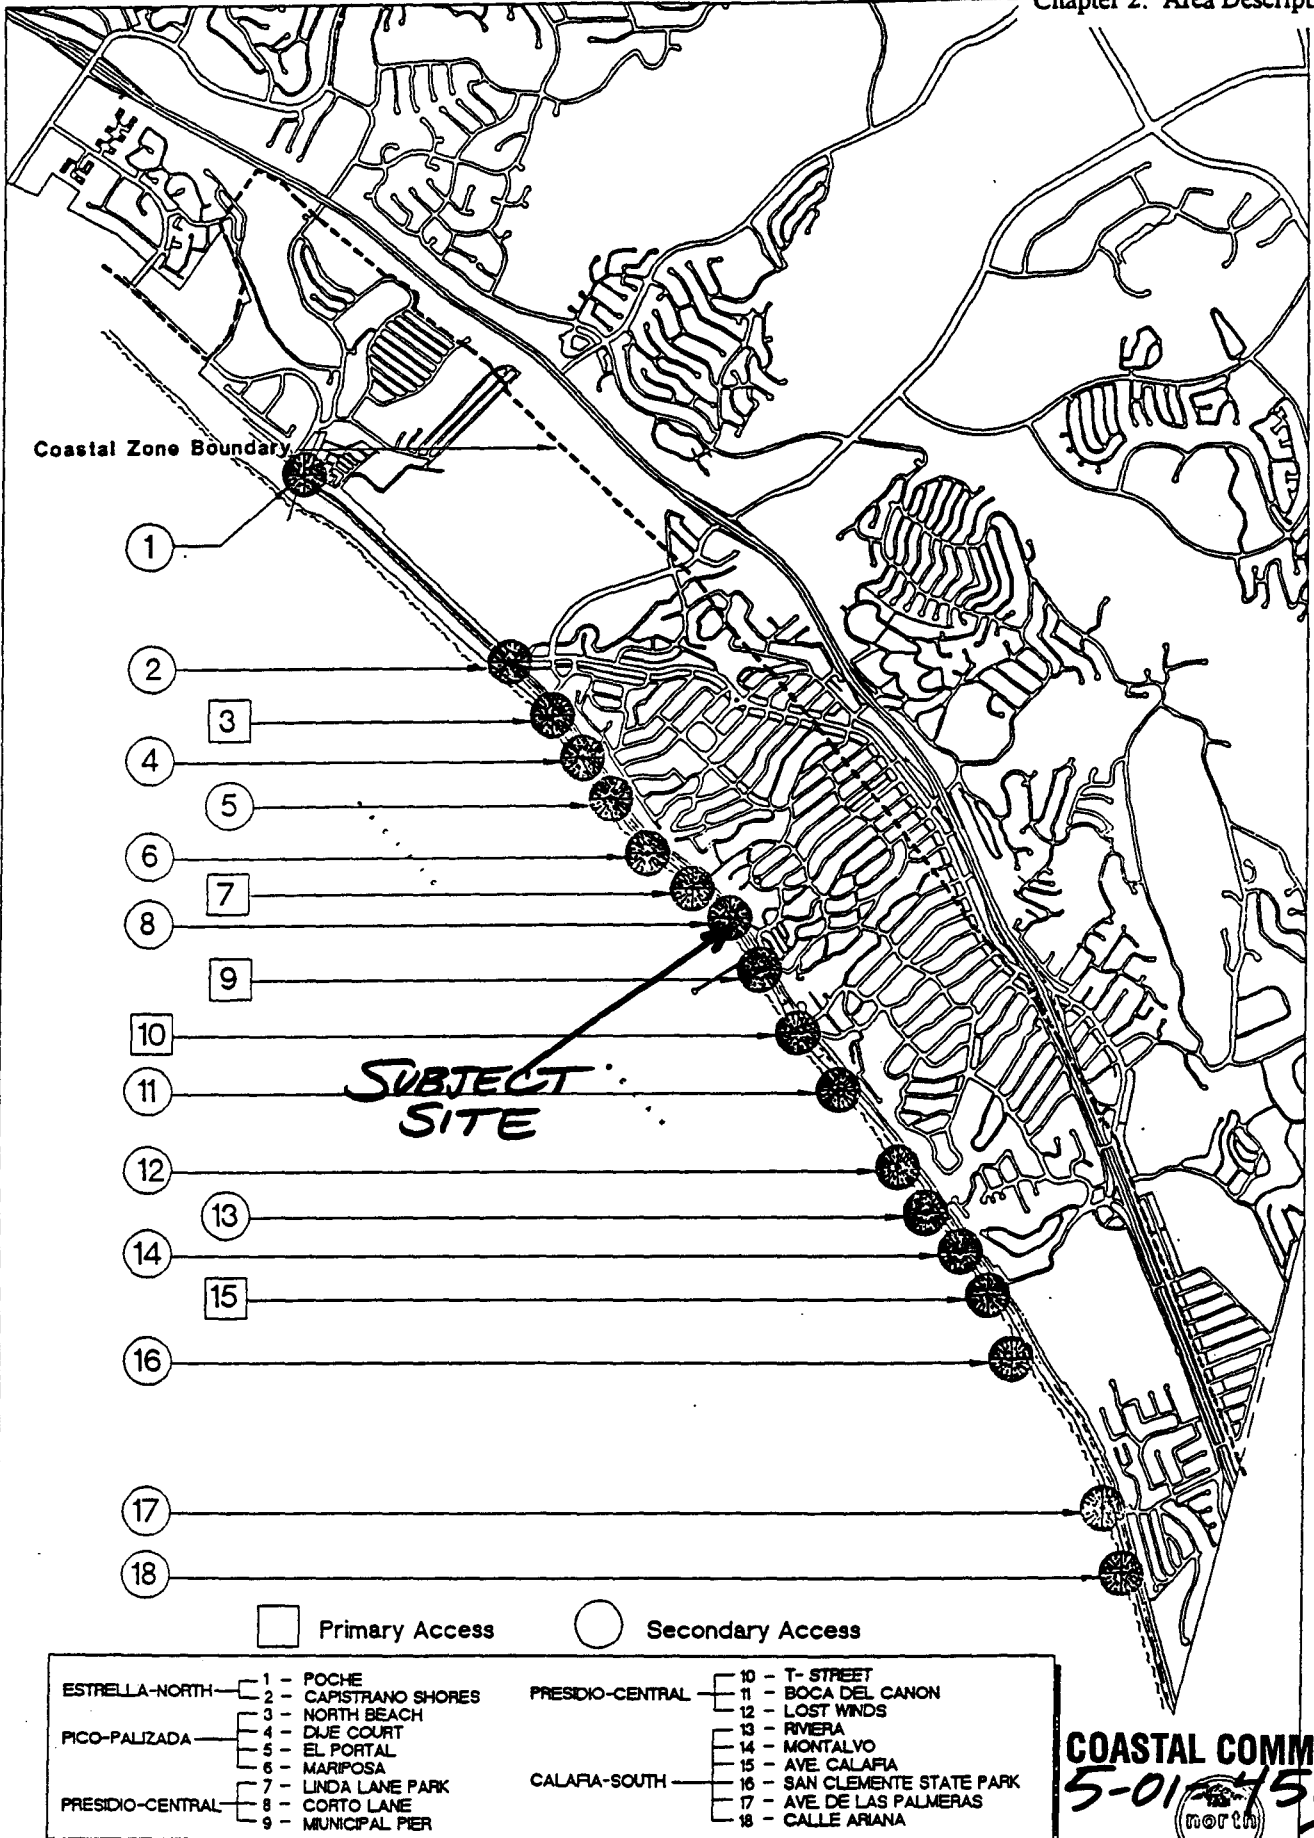 Chapter 2: Area Descript
Coastal Zone Boundary
1
2
3
4
5
6
7
8
9
10
11
SUBJECT
SITE
12
13
14
15
16
17
18
Primary Access
Secondary Access
ESTRELLA-NORTH
1 - POCHE
2 - CAPISTRANO SHORES
PICO-PALIZADA
3 - NORTH BEACH
4 - DIJE COURT
5 - EL PORTAL
6 - MARIPOSA
PRESIDIO-CENTRAL
7 - LINDA LANE PARK
8 - CORTO LANE
9 - MUNICIPAL PIER
PRESIDIO-CENTRAL
10 - T-STREET
11 - BOCA DEL CANON
12 - LOST WINDS
CALAFIA-SOUTH
13 - RIVIERA
14 - MONTALVO
15 - AVE. CALAFIA
16 - SAN CLEMENTE STATE PARK
17 - AVE. DE LAS PALMERAS
18 - CALLE ARIANA
COASTAL COMM
5-01-45
north